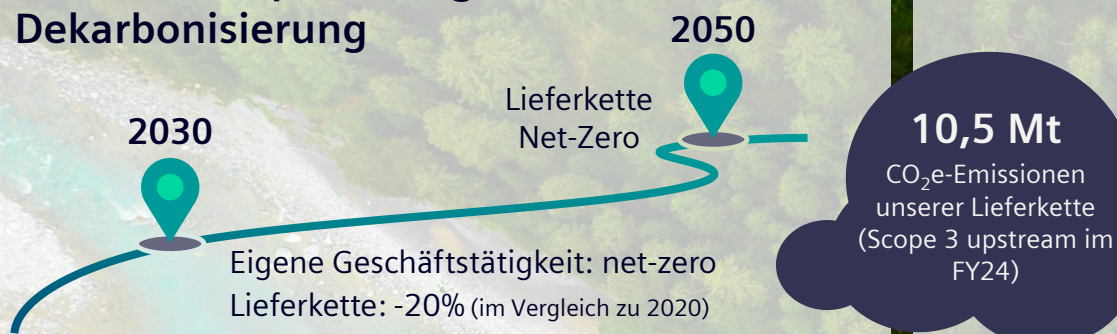 Dekarbonisierung
2050
Lieferkette
Net-Zero
2030
10,5 Mt
CO₂e-Emissionen
unserer Lieferkette
(Scope 3 upstream im
FY24)
Eigene Geschäftstätigkeit: net-zero
Lieferkette: -20% (im Vergleich zu 2020)